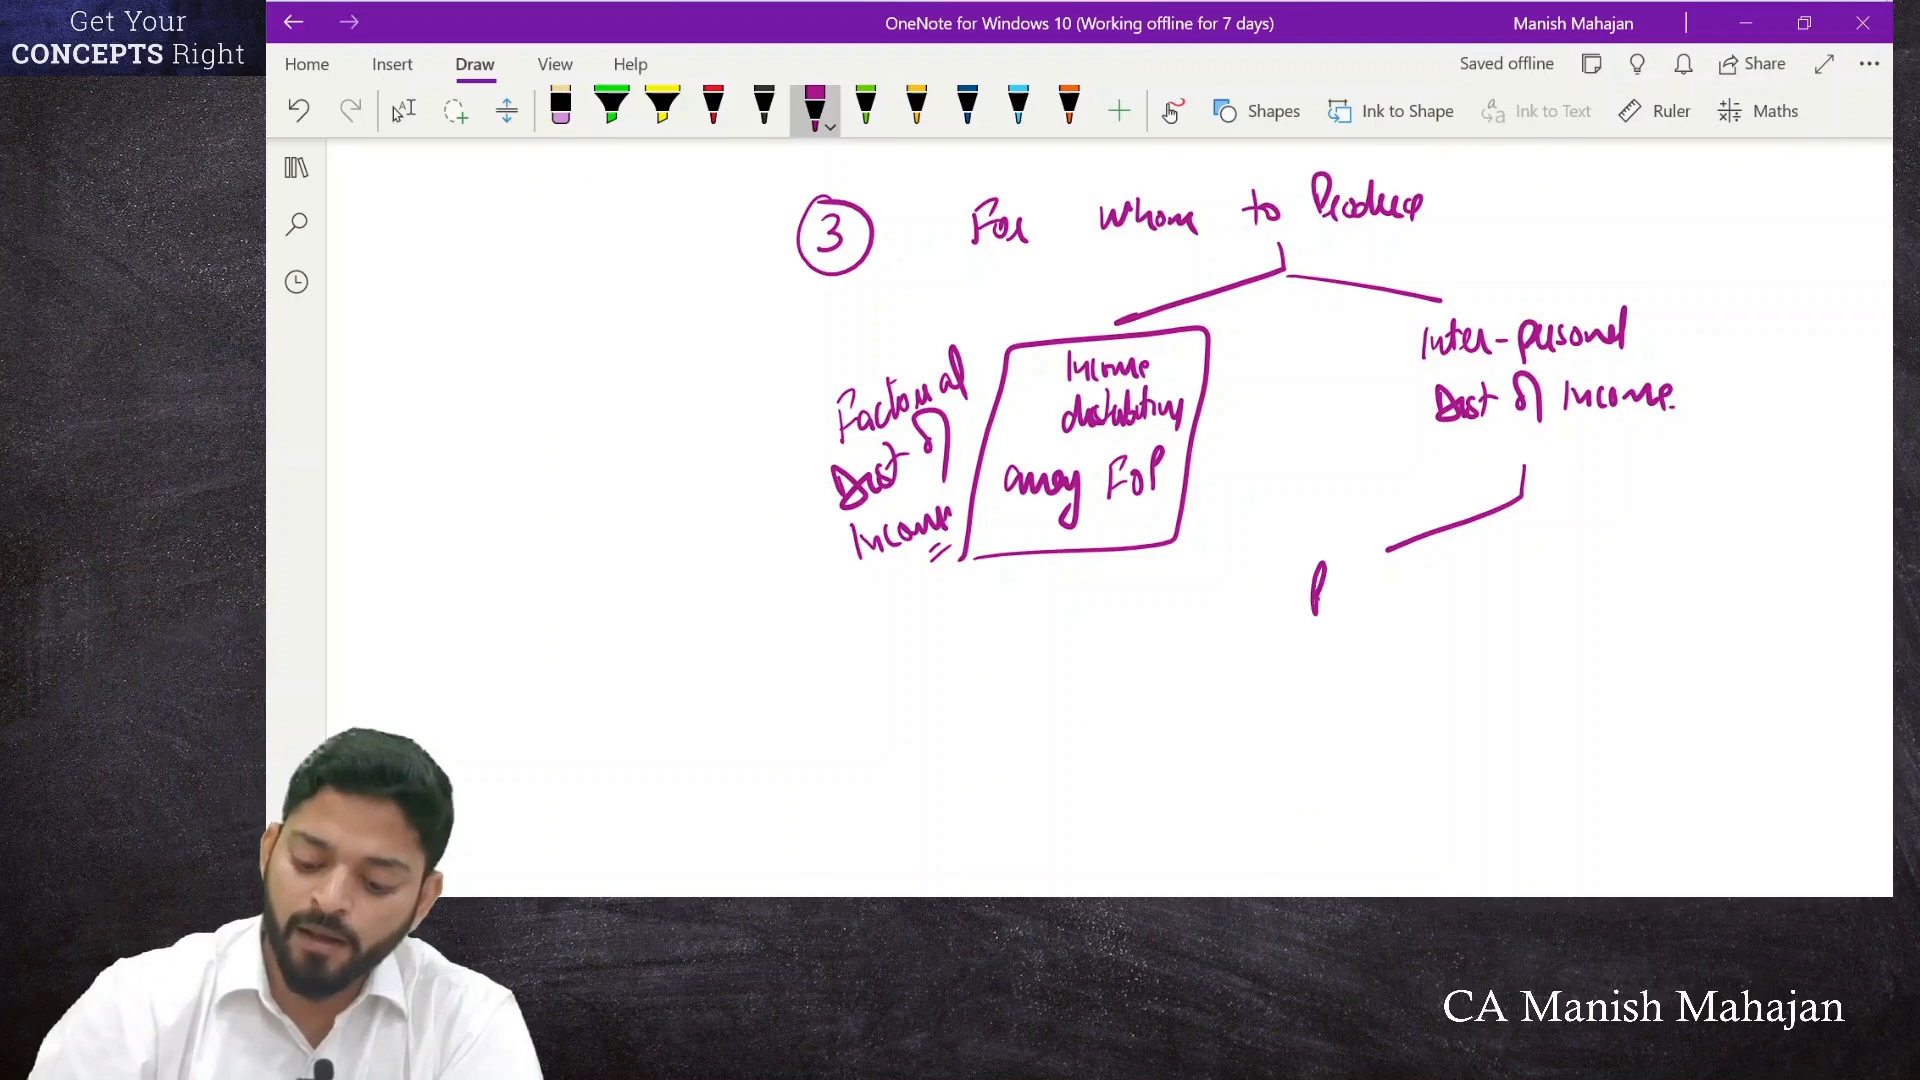 Get Your
CONCEPTS Right
OneNote for Windows 10 (Working offline for 7 days)
Manish Mahajan
Home Insert Draw View Help
Saved offline
Share
Shapes
Ink to Shape
Ink to Text
Ruler
Maths
3 For whom to Produce
Income
distribution
among FOP
Factorial
Dist of
Income
Inter-personal
Dist of Income.
P
CA Manish Mahajan